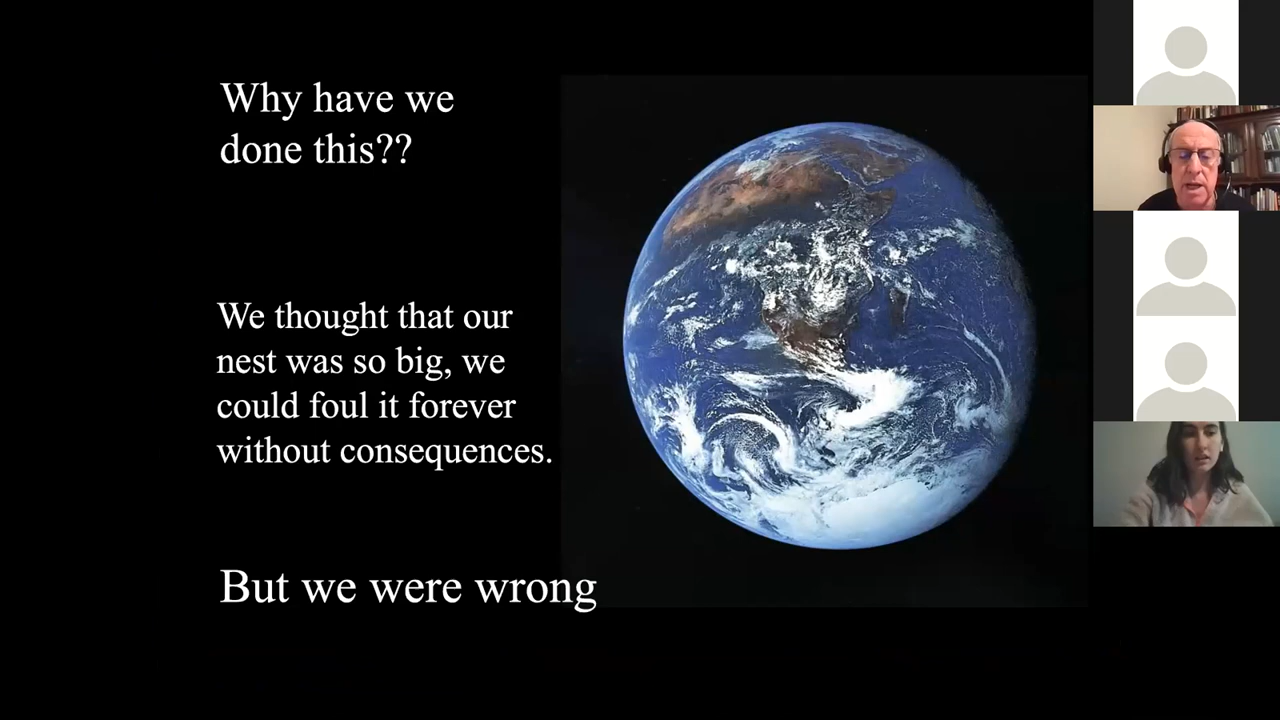 Why have we
done this??
We thought that our
nest was so big, we
could foul it forever
without consequences.
But we were wrong